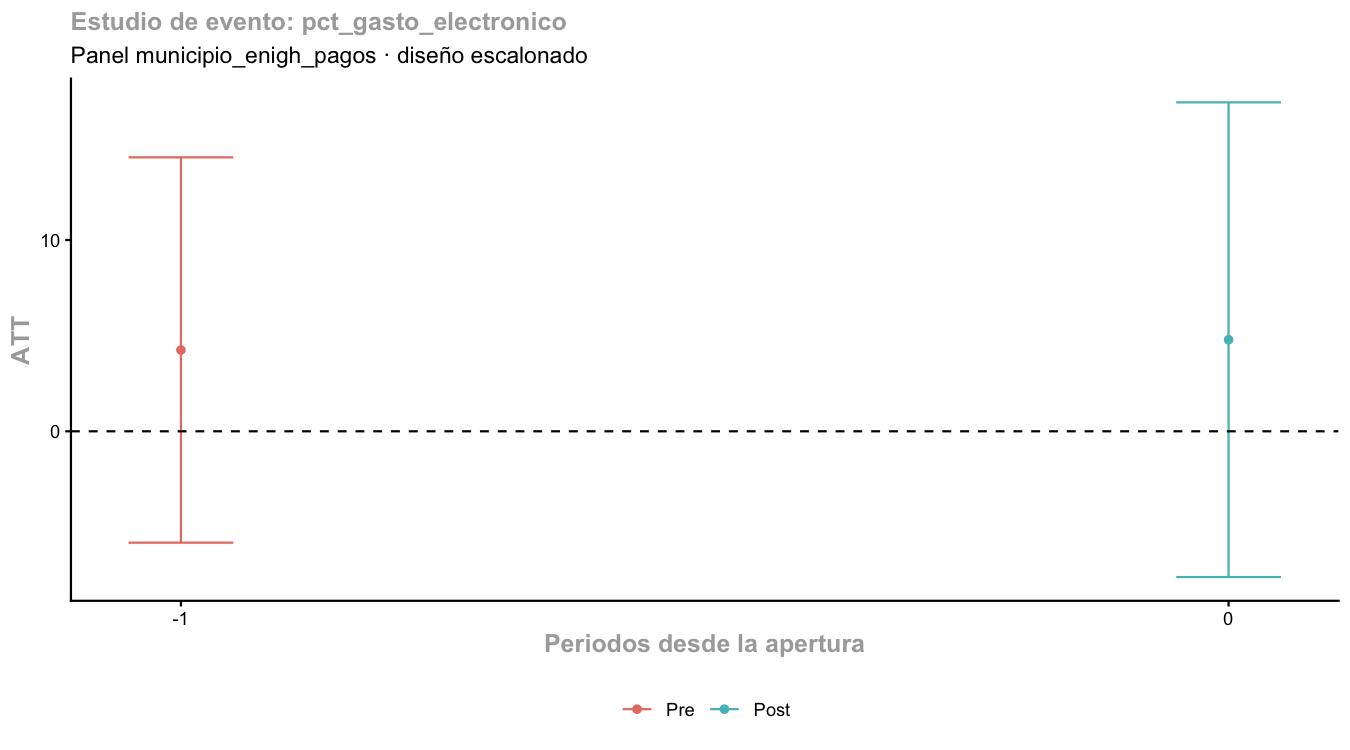 Estudio de evento: pct_gasto_electronico
Panel municipio_enigh_pagos · diseño escalonado
ATT
10
0
-1
0
Periodos desde la apertura
Pre
Post